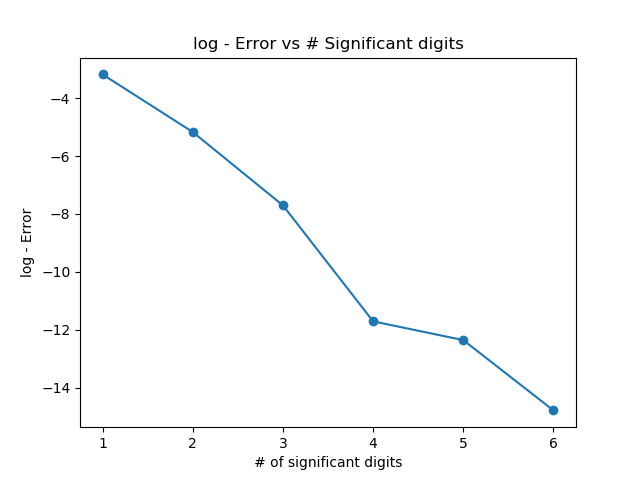 log - Error vs # Significant digits
log - Error
−4
−6
−8
−10
−12
−14
1 2 3 4 5 6
# of significant digits